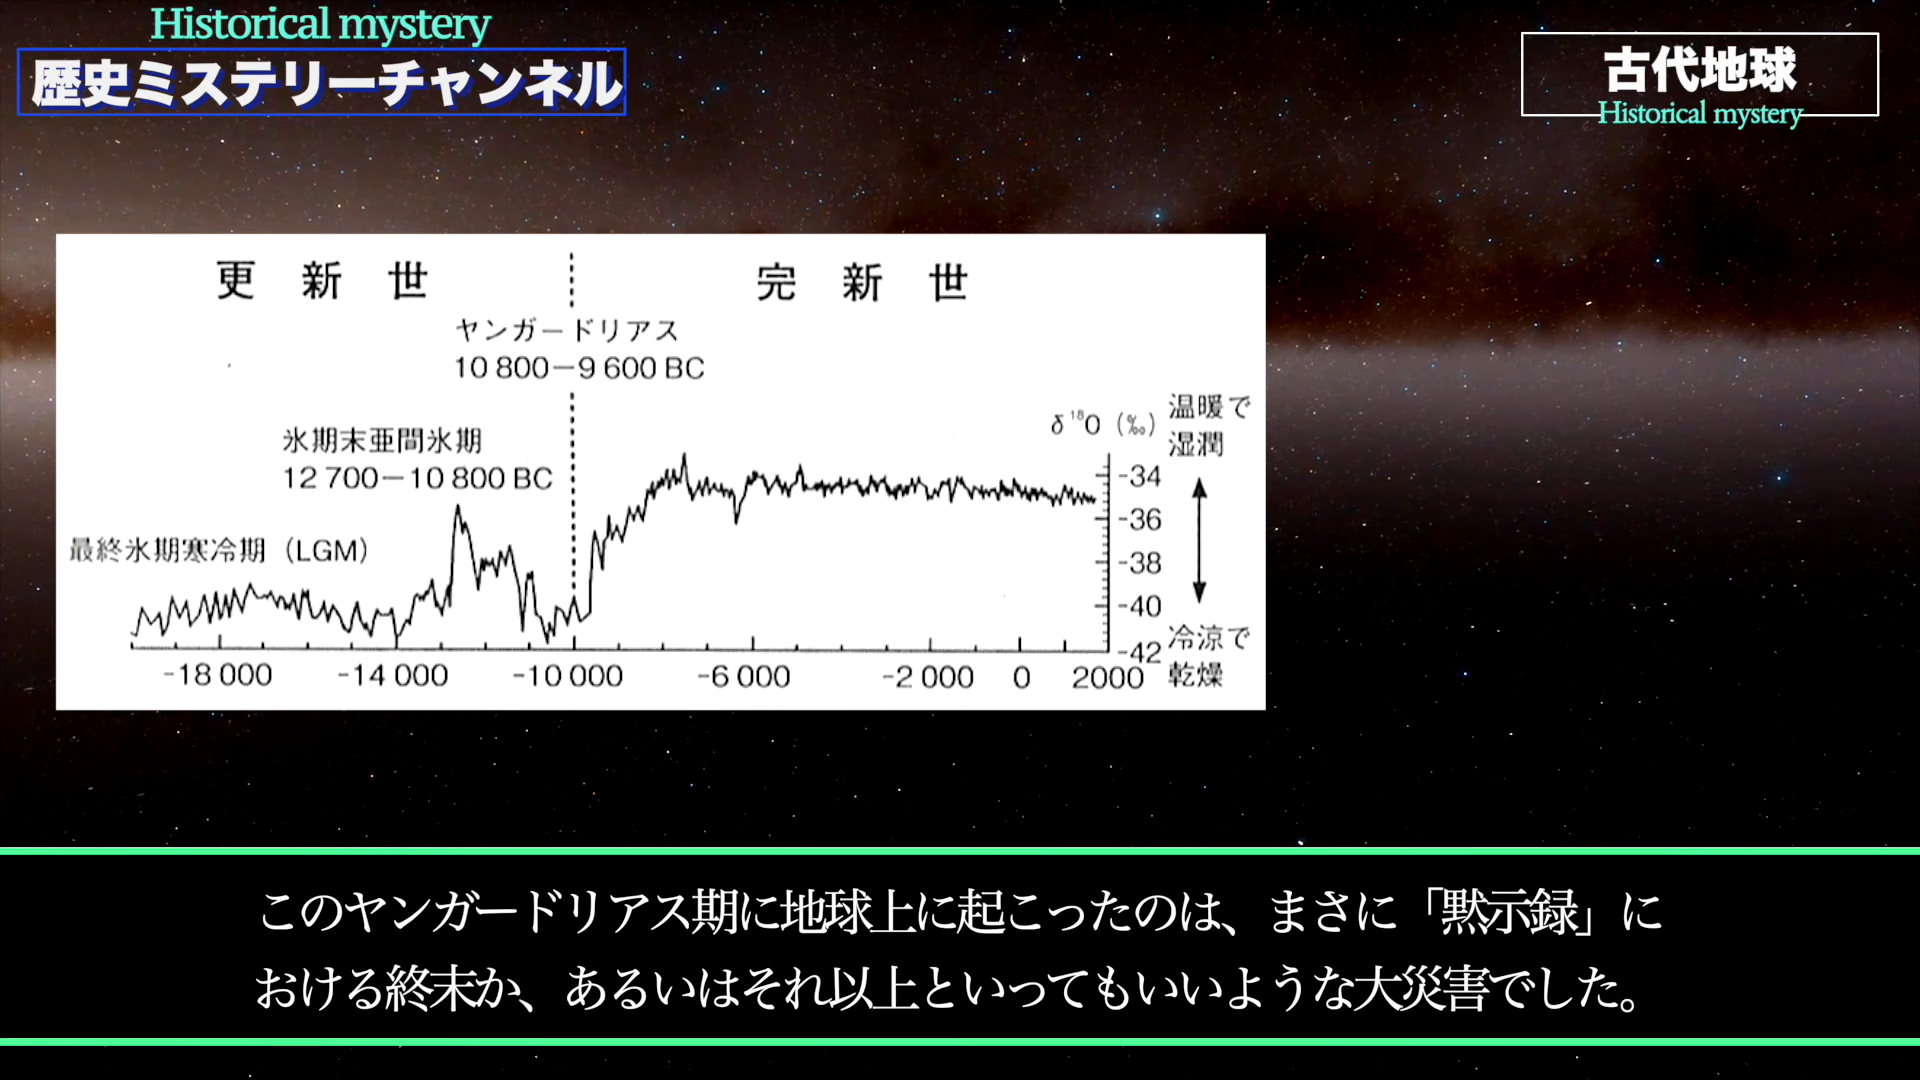 Historical mystery
歴史ミステリーチャンネル
古代地球
Historical mystery
更新世
完新世
ヤンガードリアス
10 800−9 600 BC
氷期末亜間氷期
12 700−10 800 BC
最終氷期寒冷期（LGM）
δ¹⁸O（‰）
温暖で
湿潤
-34
-36
-38
-40
-42
冷涼で
乾燥
-18 000 -14 000 -10 000 -6 000 -2 000 0 2000
このヤンガードリアス期に地球上に起こったのは、まさに「黙示録」に
おける終末か、あるいはそれ以上といってもいいような大災害でした。